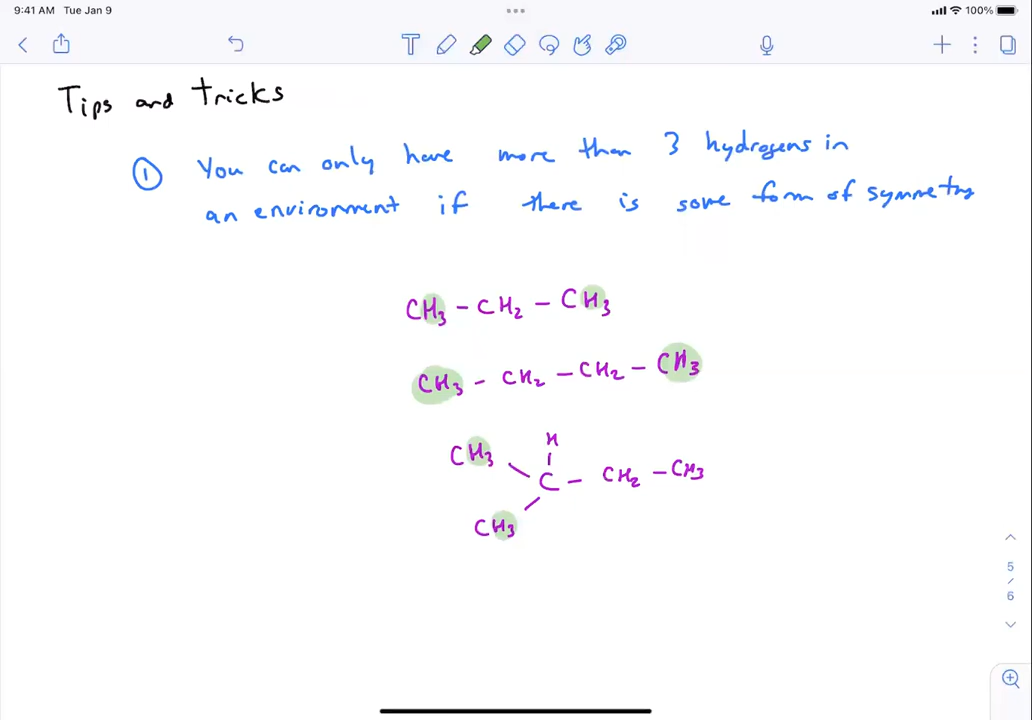 9:41 AM Tue Jan 9
100%
Tips and tricks
① You can only have more than 3 hydrogens in
an environment if there is some form of symmetry
CH₃ – CH₂ – CH₃
CH₃ – CH₂ – CH₂ – CH₃
H
CH₃
C – CH₂ – CH₃
CH₃
5
/
6